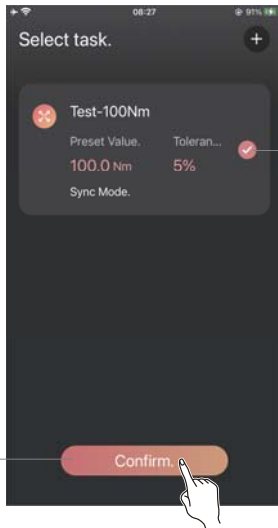 08:27
91%
Select task.
+
Test-100Nm
Preset Value. Toleran...
100.0 Nm 5%
Sync Mode.
Confirm.